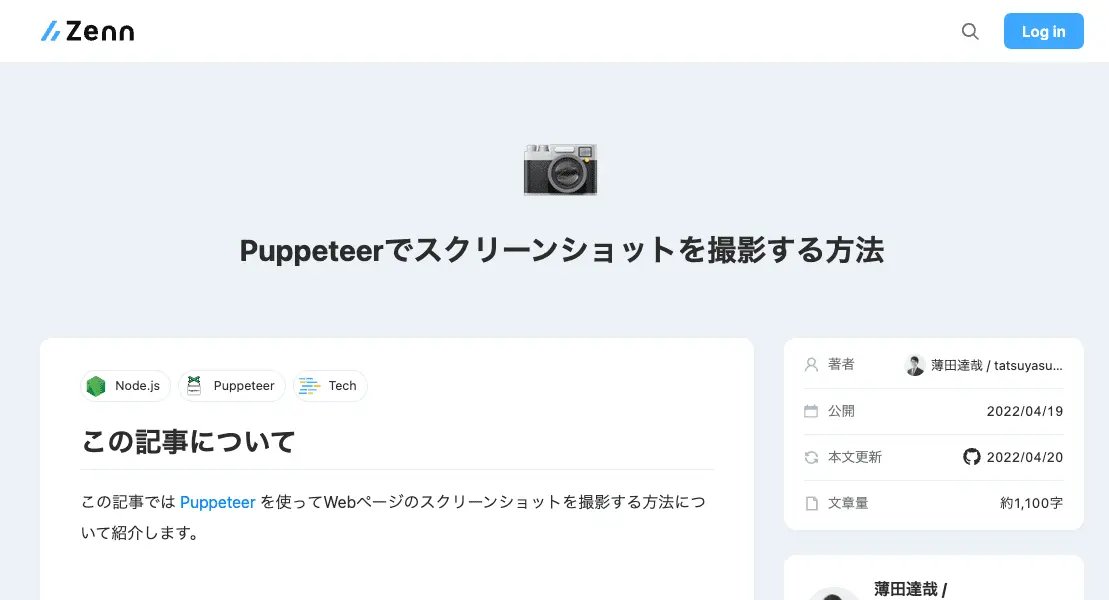 Zenn
Log in
Puppeteerでスクリーンショットを撮影する方法
Node.js
Puppeteer
Tech
この記事について
この記事では Puppeteer を使ってWebページのスクリーンショットを撮影する方法につ
いて紹介します。
著者 薄田達哉 / tatsuyasu...
公開 2022/04/19
本文更新 2022/04/20
文章量 約1,100字
薄田達哉 /